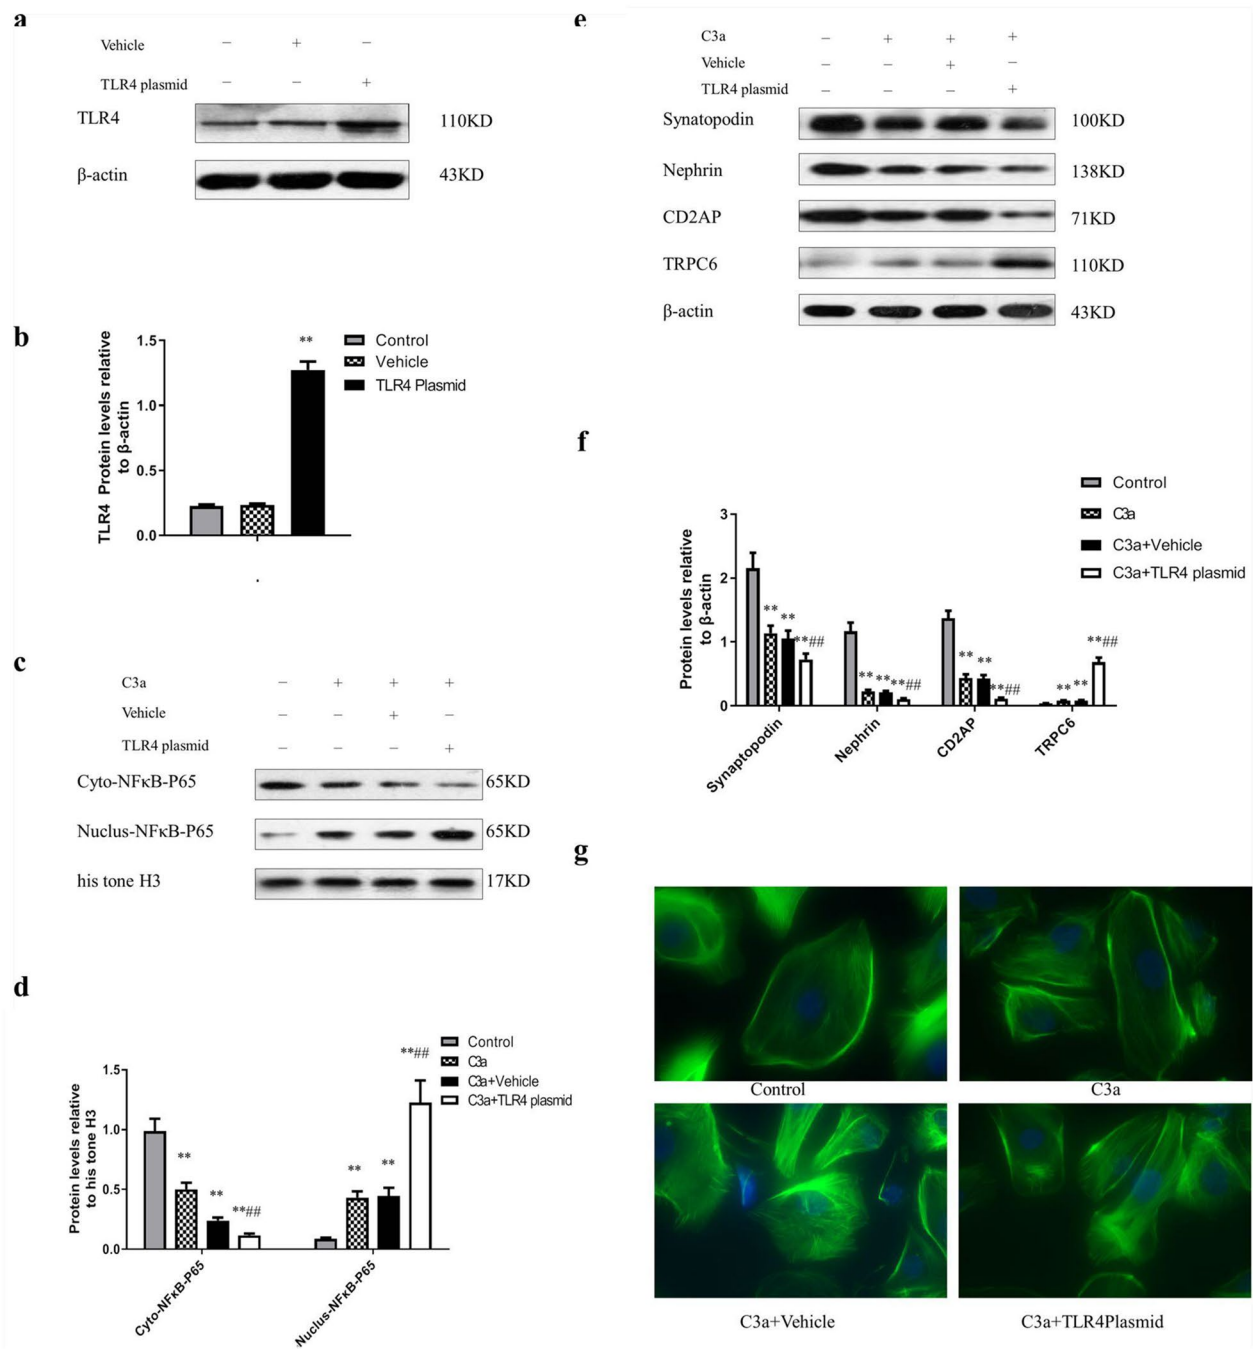 a
Vehicle − + −
TLR4 plasmid − − +
TLR4 110KD
β-actin 43KD
b
TLR4 Protein levels relative
to β-actin
1.5
1.0
0.5
0.0
**
Control
Vehicle
TLR4 Plasmid
c
C3a − + + +
Vehicle − − + −
TLR4 plasmid − − − +
Cyto-NFκB-P65 65KD
Nuclus-NFκB-P65 65KD
his tone H3 17KD
d
Protein levels relative
to his tone H3
1.5
1.0
0.5
0.0
** ** **##
** ** **##
Cyto-NFκB-P65
Nuclus-NFκB-P65
Control
C3a
C3a+Vehicle
C3a+TLR4 plasmid
e
C3a − + + +
Vehicle − − + −
TLR4 plasmid − − − +
Synatopodin 100KD
Nephrin 138KD
CD2AP 71KD
TRPC6 110KD
β-actin 43KD
f
Protein levels relative
to β-actin
3
2
1
0
** ** **##
** ** **##
** ** **##
** ** **##
Synaptopodin
Nephrin
CD2AP
TRPC6
Control
C3a
C3a+Vehicle
C3a+TLR4 plasmid
g
Control
C3a
C3a+Vehicle
C3a+TLR4Plasmid